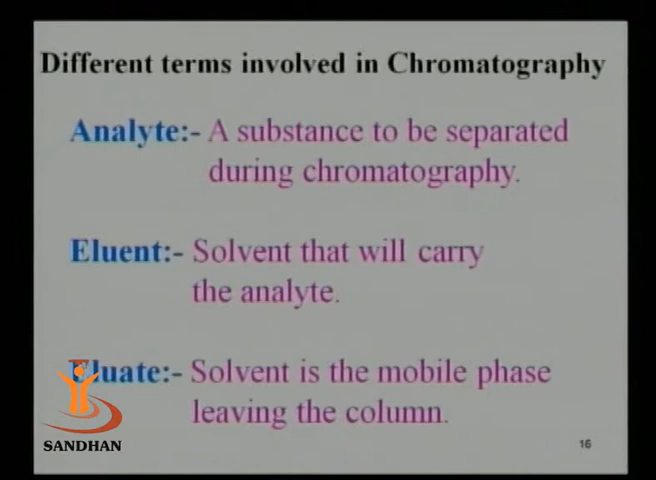 Different terms involved in Chromatography
Analyte:- A substance to be separated
during chromatography.
Eluent:- Solvent that will carry
the analyte.
Eluate:- Solvent is the mobile phase
leaving the column.
SANDHAN
16